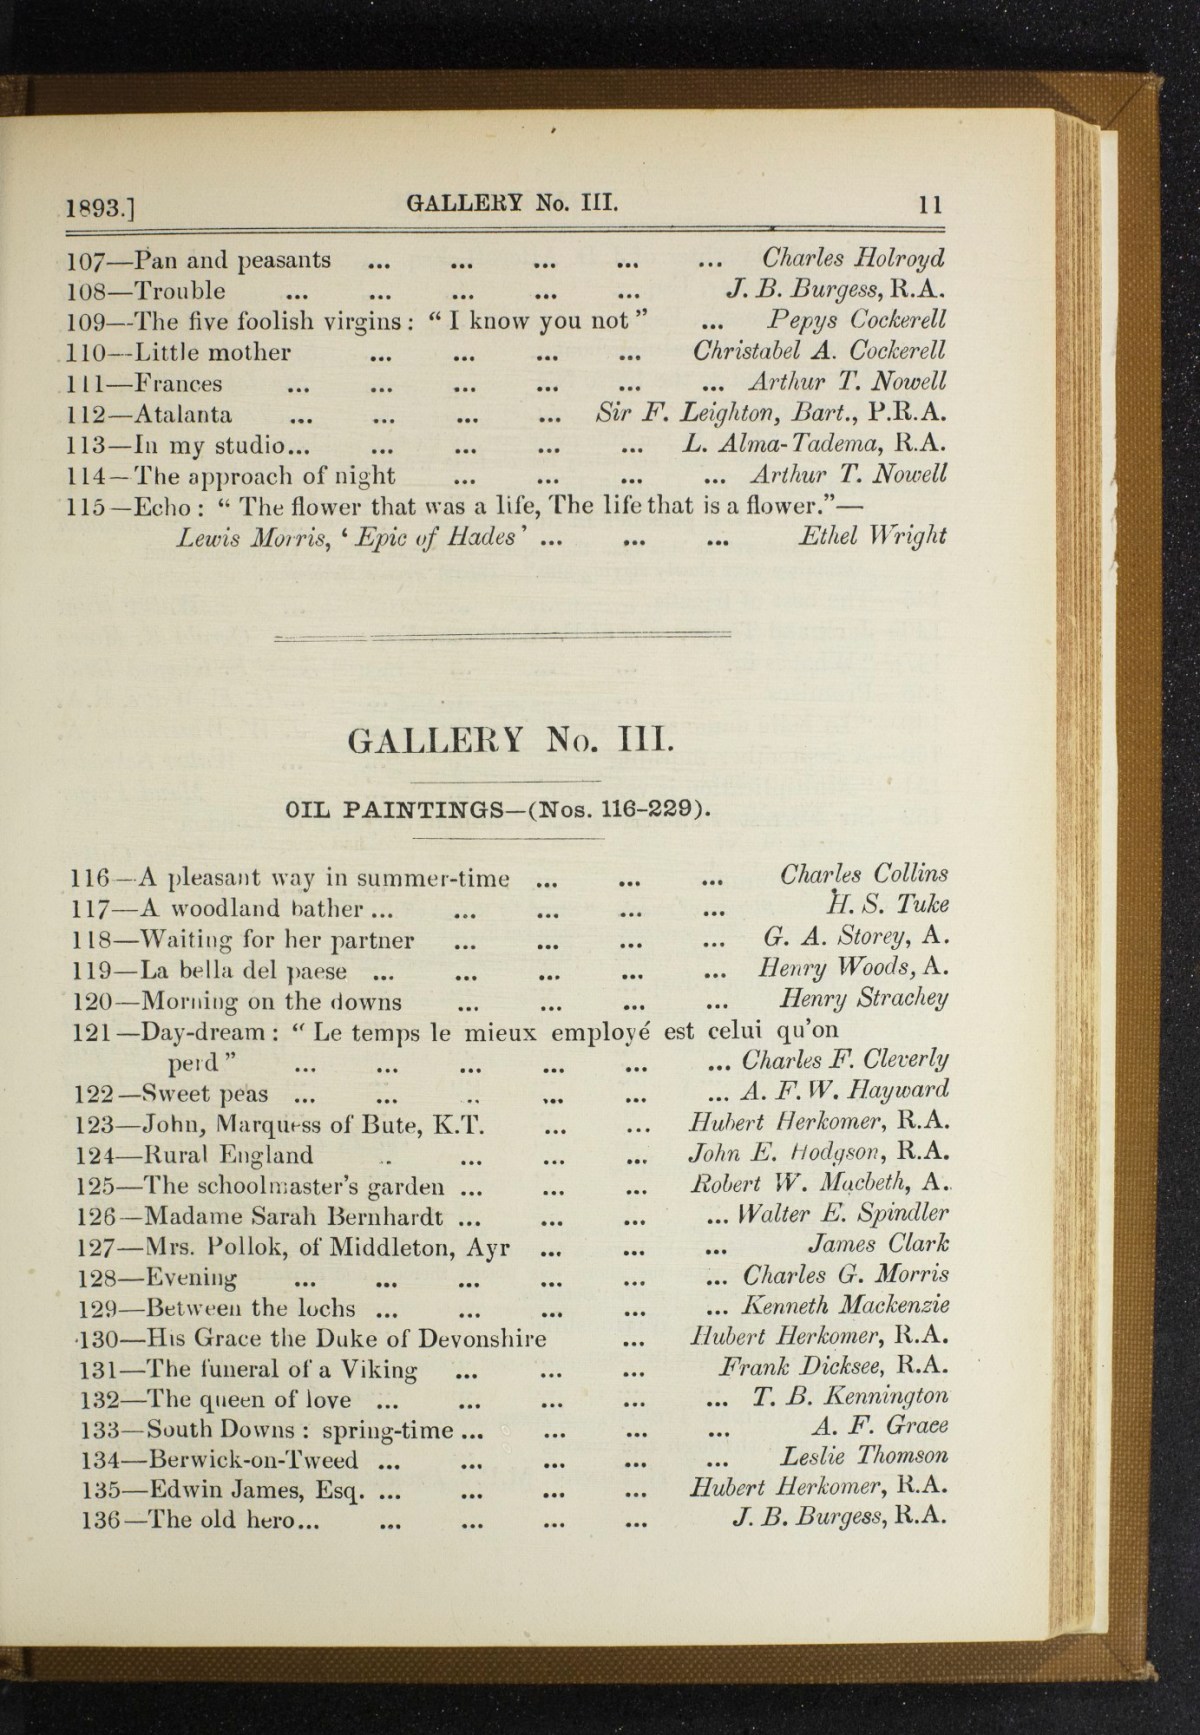 1893.] GALLERY No. III. 11
107—Pan and peasants ... ... ... ... ... Charles Holroyd
108—Trouble ... ... ... ... ... J. B. Burgess, R.A.
109—The five foolish virgins: “ I know you not ” ... Pepys Cockerell
110—Little mother ... ... ... ... Christabel A. Cockerell
111—Frances ... ... ... ... ... ... Arthur T. Nowell
112—Atalanta ... ... ... ... Sir F. Leighton, Bart., P.R.A.
113—In my studio... ... ... ... ... L. Alma-Tadema, R.A.
114—The approach of night ... ... ... ... Arthur T. Nowell
115—Echo : “ The flower that was a life, The life that is a flower.”—
Lewis Morris, ‘ Epic of Hades’ ... ... ... Ethel Wright
GALLERY No. III.
OIL PAINTINGS—(Nos. 116-229).
116—A pleasant way in summer-time ... ... ... Charles Collins
117—A woodland bather ... ... ... ... ... H. S. Tuke
118—Waiting for her partner ... ... ... ... G. A. Storey, A.
119—La bella del paese ... ... ... ... ... Henry Woods, A.
120—Morning on the downs ... ... ... ... Henry Strachey
121—Day-dream : “ Le temps le mieux employé est celui qu’on
perd ” ... ... ... ... ... ... Charles F. Cleverly
122—Sweet peas ... ... .. ... ... ... A. F. W. Hayward
123—John, Marquess of Bute, K.T. ... ... Hubert Herkomer, R.A.
124—Rural England .. ... ... ... John E. Hodgson, R.A.
125—The schoolmaster’s garden ... ... ... Robert W. Macbeth, A.
126—Madame Sarah Bernhardt ... ... ... ... Walter E. Spindler
127—Mrs. Pollok, of Middleton, Ayr ... ... ... James Clark
128—Evening ... ... ... ... ... ... Charles G. Morris
129—Between the lochs ... ... ... ... ... Kenneth Mackenzie
130—His Grace the Duke of Devonshire ... Hubert Herkomer, R.A.
131—The funeral of a Viking ... ... ... Frank Dicksee, R.A.
132—The queen of love ... ... ... ... ... T. B. Kennington
133—South Downs : spring-time ... ... ... ... A. F. Grace
134—Berwick-on-Tweed ... ... ... ... ... Leslie Thomson
135—Edwin James, Esq. ... ... ... ... Hubert Herkomer, R.A.
136—The old hero... ... ... ... ... J. B. Burgess, R.A.